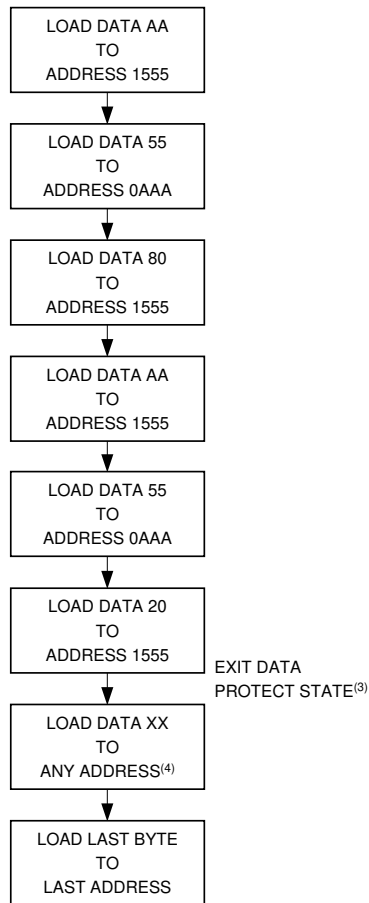 LOAD DATA AA
TO
ADDRESS 1555
LOAD DATA 55
TO
ADDRESS 0AAA
LOAD DATA 80
TO
ADDRESS 1555
LOAD DATA AA
TO
ADDRESS 1555
LOAD DATA 55
TO
ADDRESS 0AAA
LOAD DATA 20
TO
ADDRESS 1555
EXIT DATA
PROTECT STATE(3)
LOAD DATA XX
TO
ANY ADDRESS(4)
LOAD LAST BYTE
TO
LAST ADDRESS